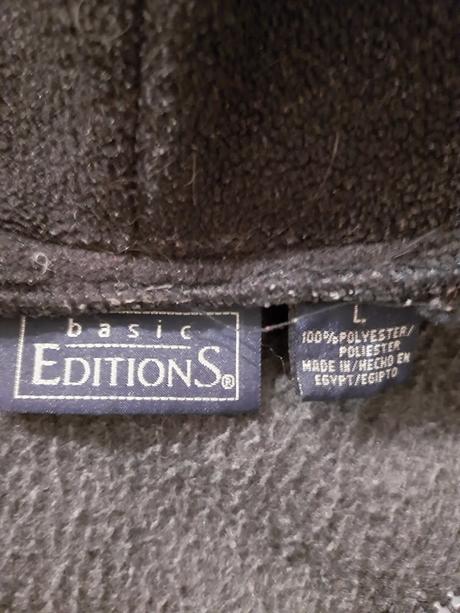 basic
EDITIONS®
L
100% POLYESTER/
POLIESTER
MADE IN/HECHO EN
EGYPT/EGIPTO